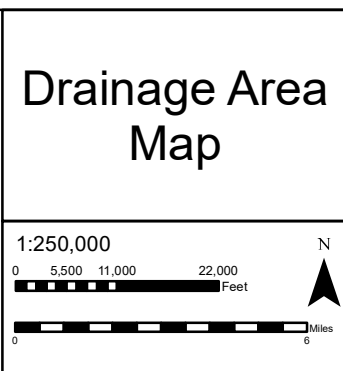 Drainage Area
Map
1:250,000
N
0 5,500 11,000 22,000
Feet
Miles
0 6